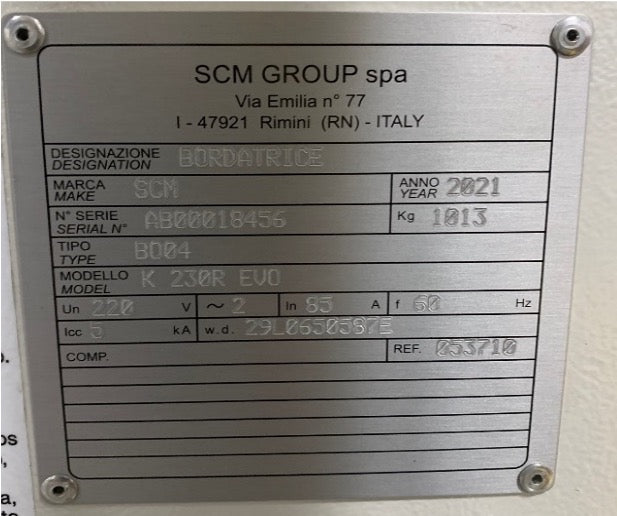 SCM GROUP spa
Via Emilia n° 77
I - 47921 Rimini (RN) - ITALY
DESIGNAZIONE BORDATRICE
DESIGNATION
MARCA SCM ANNO 2021
MAKE YEAR
N° SERIE AB00018456 Kg 1013
SERIAL N°
TIPO BO04
TYPE
MODELLO K 230R EVO
MODEL
Un 220 V ~ 2 In 85 A f 60 Hz
Icc 5 kA w.d. 29L0650587E
COMP. REF. 053710
os
a,